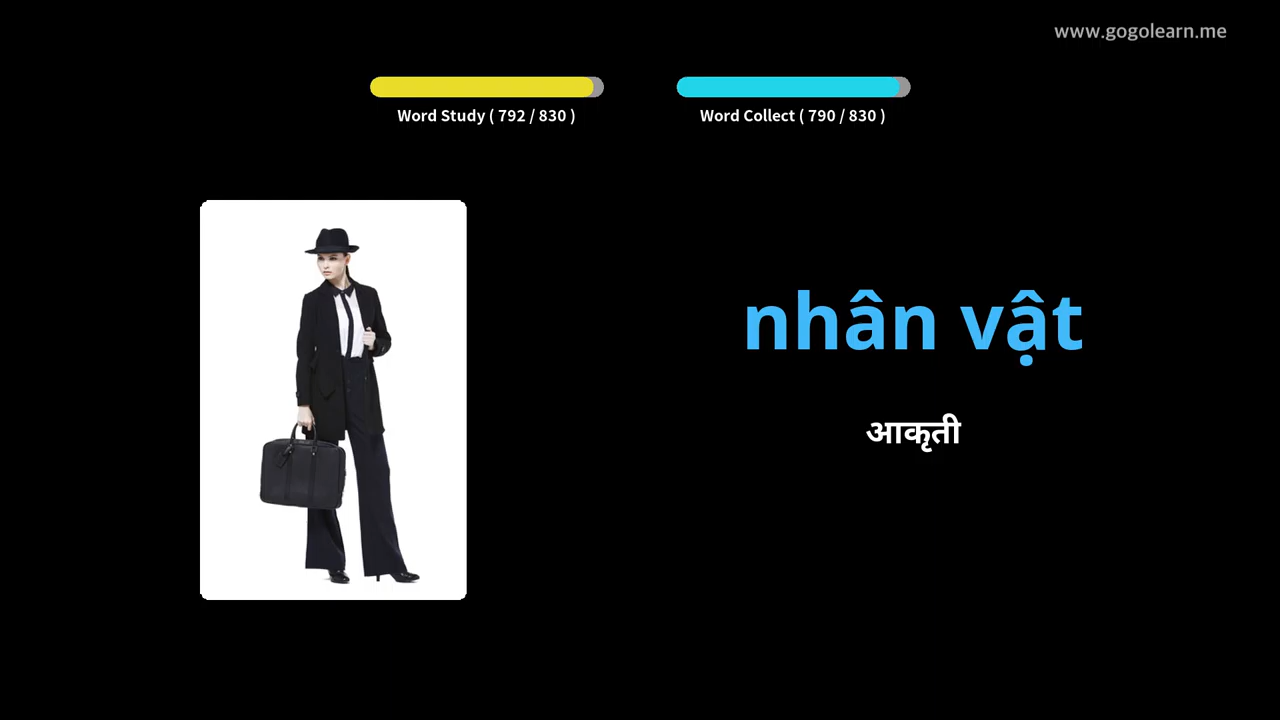 www.gogolearn.me
Word Study ( 792 / 830 )
Word Collect ( 790 / 830 )
nhân vật
आकृती